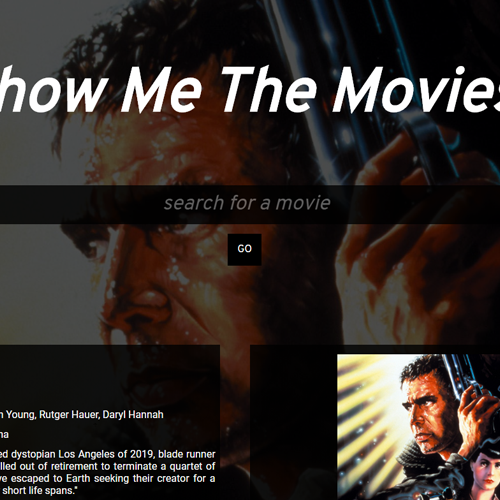 how Me The Movies
search for a movie
GO
n Young, Rutger Hauer, Daryl Hannah
na
ed dystopian Los Angeles of 2019, blade runner
lled out of retirement to terminate a quartet of
ve escaped to Earth seeking their creator for a
short life spans."